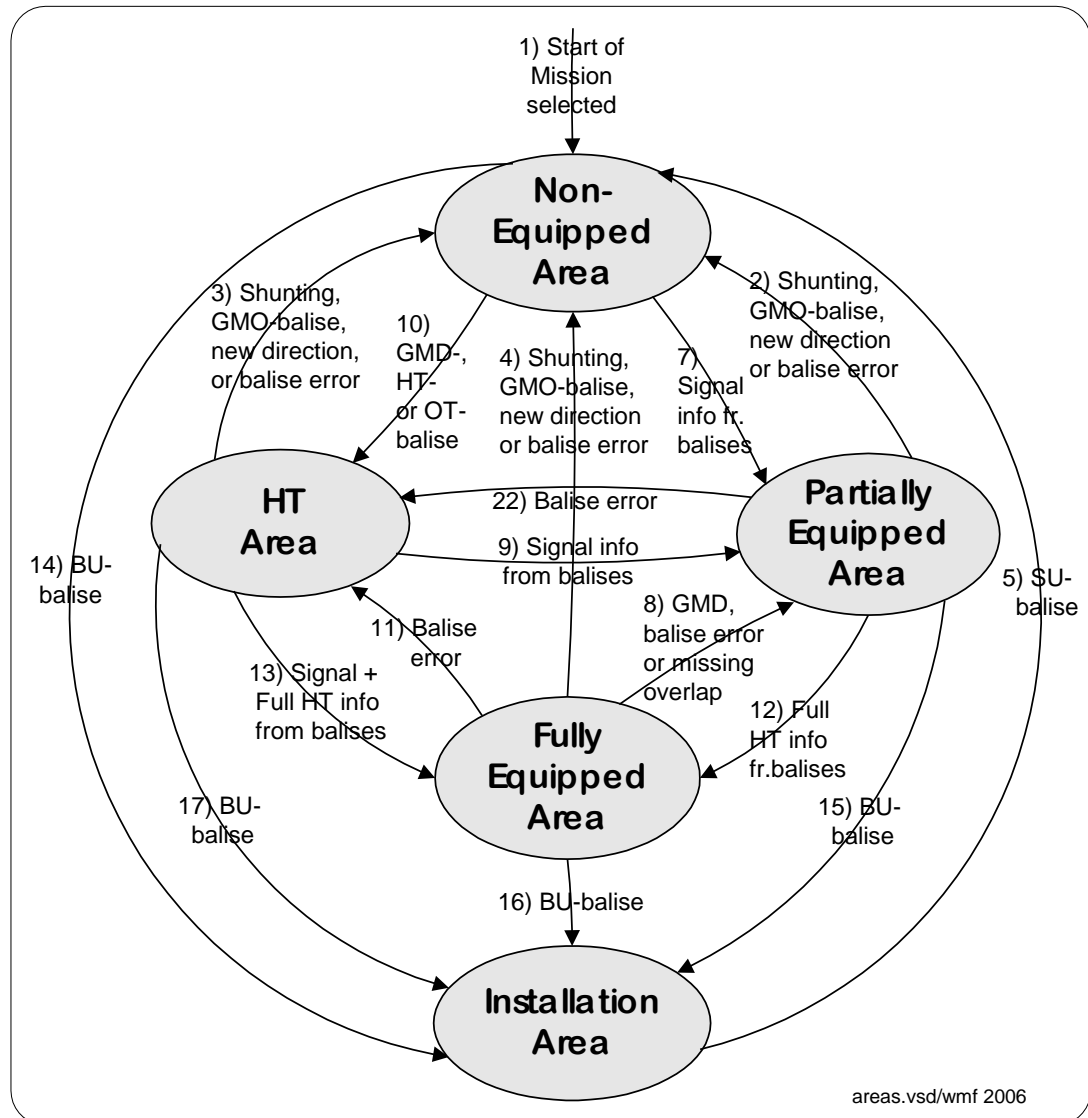 1) Start of
Mission
selected
Non-
Equipped
Area
3) Shunting,
GMO-balise,
new direction,
or balise error
10)
GMD-,
HT-
or OT-
balise
4) Shunting,
GMO-balise,
new direction
or balise error
7)
Signal
info fr.
balises
2) Shunting,
GMO-balise,
new direction
or balise error
HT
Area
22) Balise error
9) Signal info
from balises
Partially
Equipped
Area
14) BU-
balise
5) SU-
balise
11) Balise
error
8) GMD,
balise error
or missing
overlap
13) Signal +
Full HT info
from balises
12) Full
HT info
fr.balises
Fully
Equipped
Area
17) BU-
balise
15) BU-
balise
16) BU-balise
Installation
Area
areas.vsd/wmf 2006